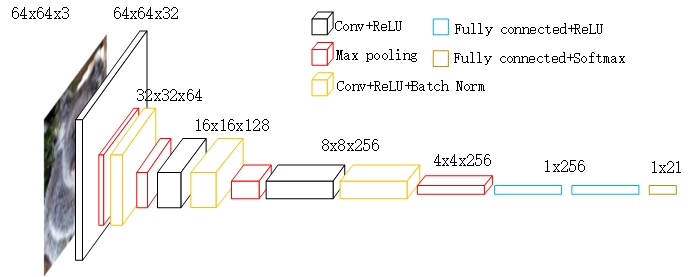 64x64x3
64x64x32
Conv+ReLU
Fully connected+ReLU
Max pooling
Fully connected+Softmax
Conv+ReLU+Batch Norm
32x32x64
16x16x128
8x8x256
4x4x256
1x256
1x21